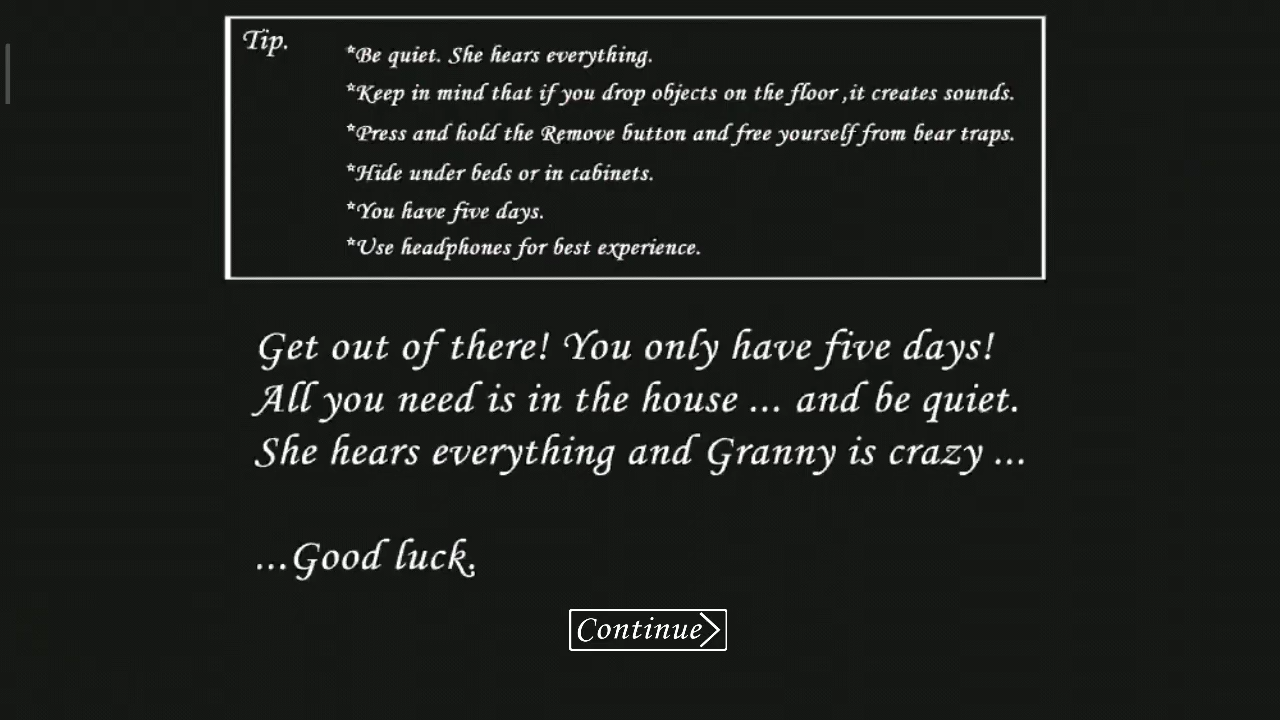 Tip.
*Be quiet. She hears everything.
*Keep in mind that if you drop objects on the floor ,it creates sounds.
*Press and hold the Remove button and free yourself from bear traps.
*Hide under beds or in cabinets.
*You have five days.
*Use headphones for best experience.
Get out of there! You only have five days!
All you need is in the house ... and be quiet.
She hears everything and Granny is crazy ...
...Good luck.
Continue>